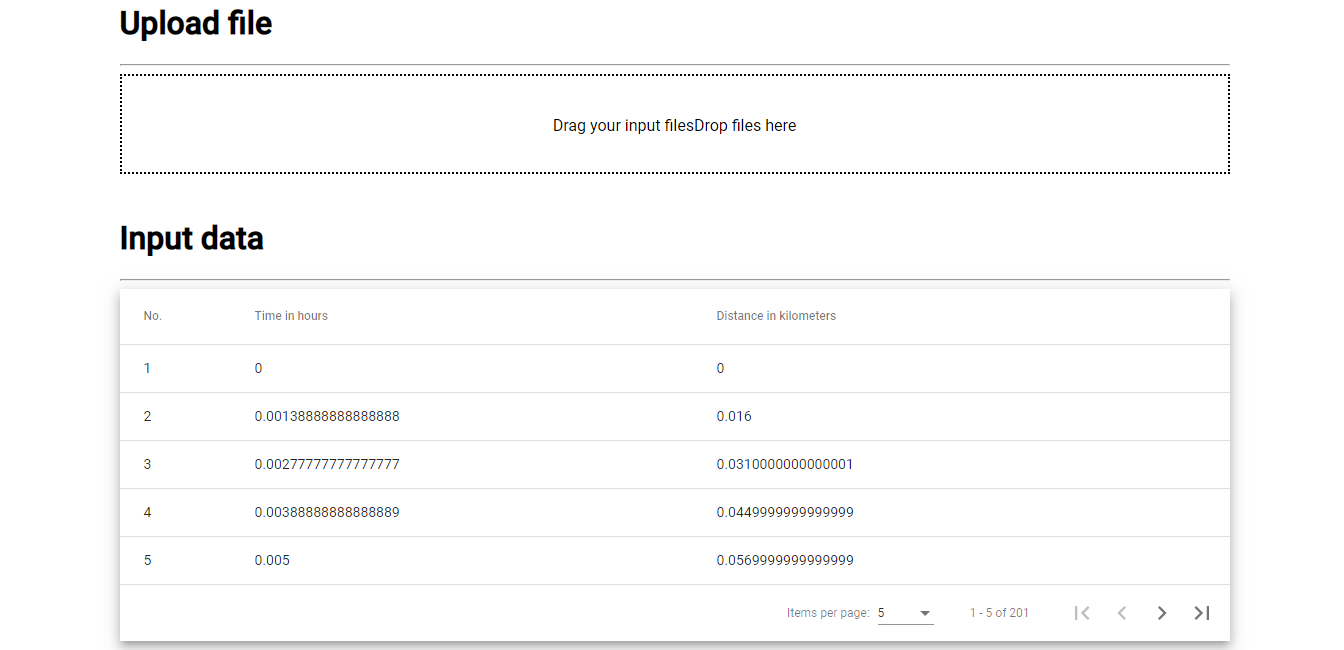 Upload file
Drag your input filesDrop files here
Input data
No. Time in hours Distance in kilometers
1 0 0
2 0.00138888888888888 0.016
3 0.00277777777777777 0.0310000000000001
4 0.00388888888888889 0.0449999999999999
5 0.005 0.0569999999999999
Items per page: 5 1 - 5 of 201